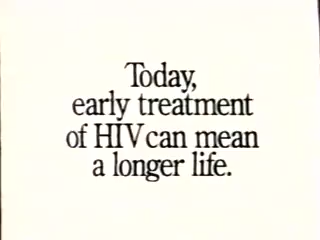 Today,
early treatment
of HIV can mean
a longer life.